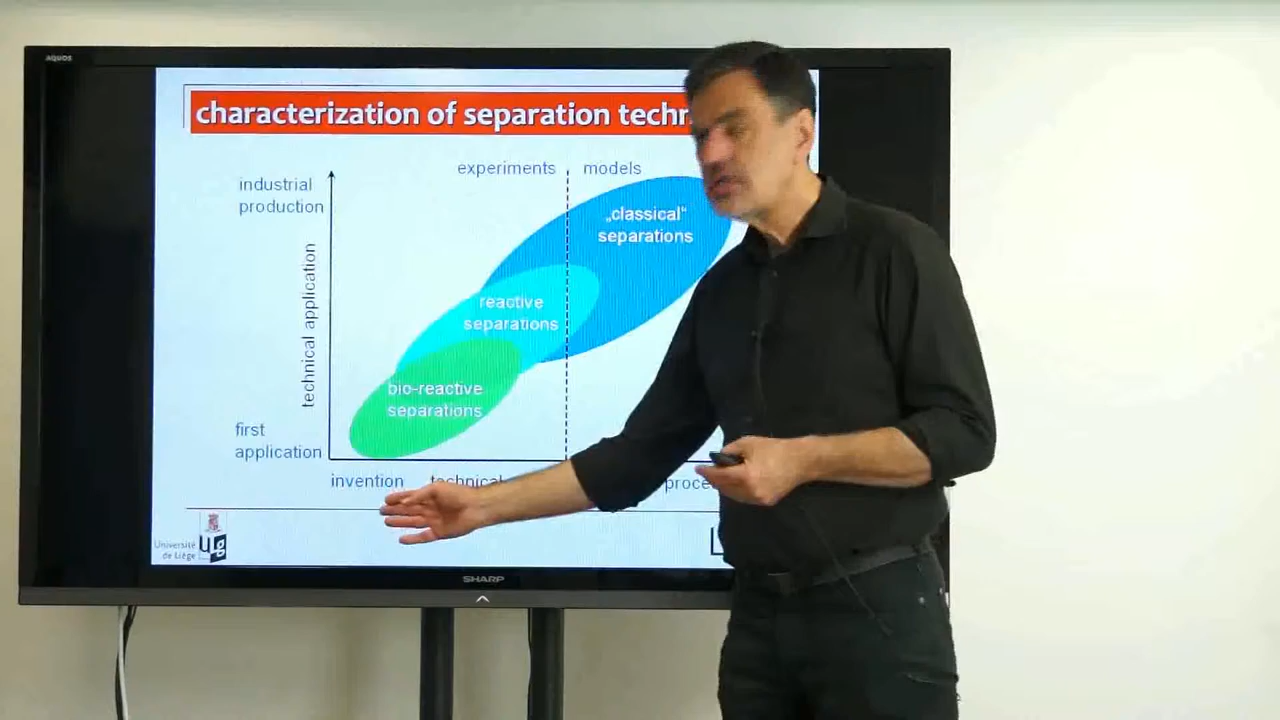 AQUOS
characterization of separation techn
experiments
models
industrial
production
„classical“
separations
technical application
reactive
separations
bio-reactive
separations
first
application
invention
technical
proce
Université
de Liège
SHARP